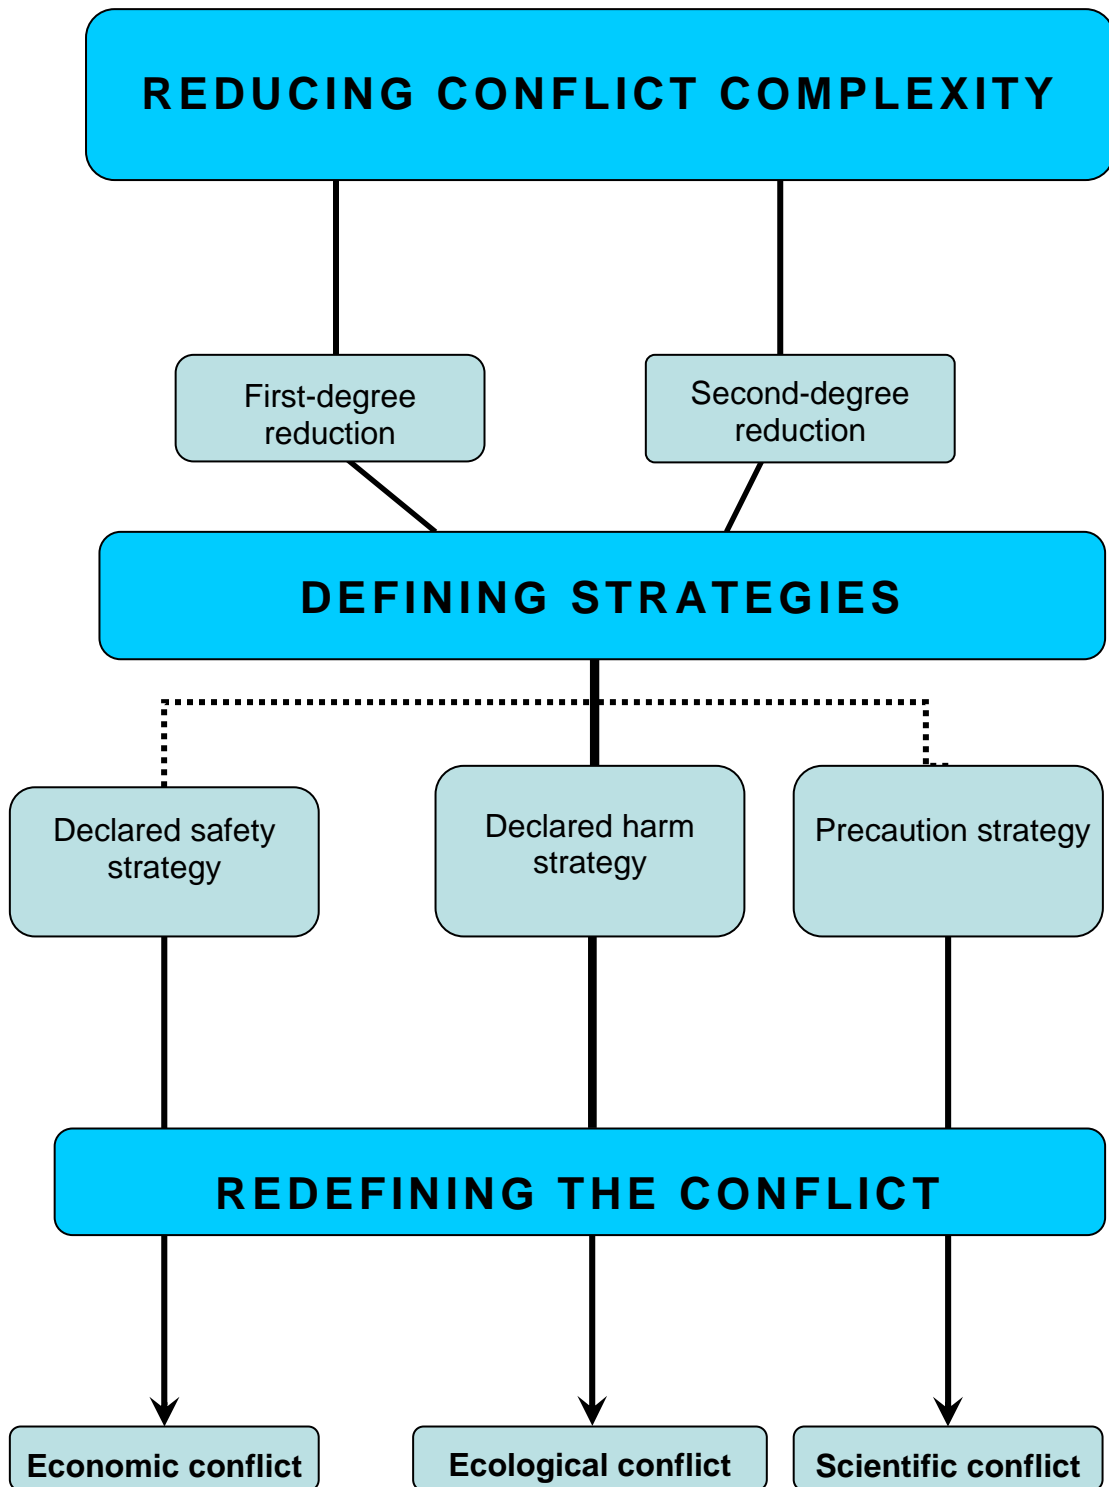 REDUCING CONFLICT COMPLEXITY
First-degree
reduction
Second-degree
reduction
DEFINING STRATEGIES
Declared safety
strategy
Declared harm
strategy
Precaution strategy
REDEFINING THE CONFLICT
Economic conflict
Ecological conflict
Scientific conflict